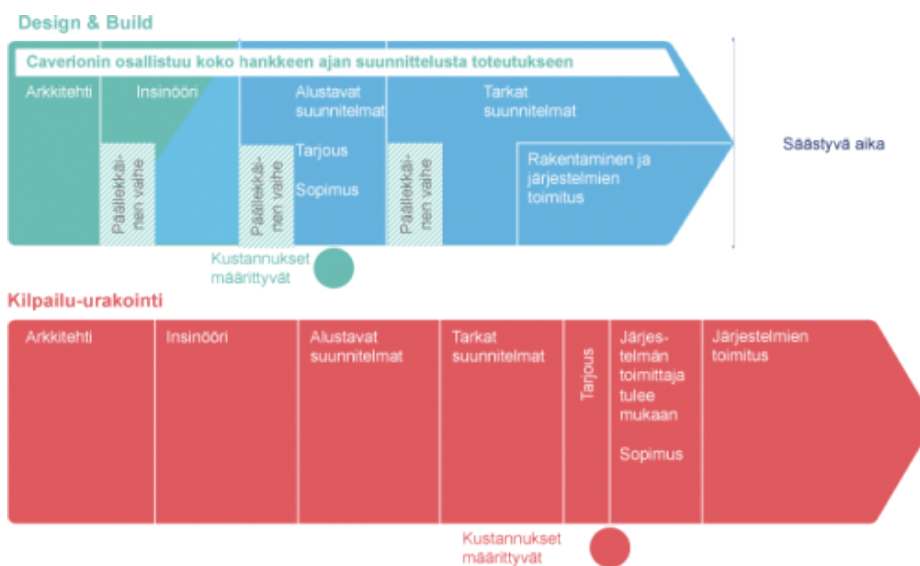 Design & Build
Caverionin osallistuu koko hankkeen ajan suunnittelusta toteutukseen
Arkkitehti
Insinööri
Alustavat
suunnitelmat
Tarjous
Sopimus
Tarkat
suunnitelmat
Päällekkäi-
nen vaihe
Päällekkäi-
nen vaihe
Päällekkäi-
nen vaihe
Rakentaminen ja
järjestelmien
toimitus
Säästyvä aika
Kustannukset
määrittyvät
Kilpailu-urakointi
Arkkitehti
Insinööri
Alustavat
suunnitelmat
Tarkat
suunnitelmat
Tarjous
Järjes-
telmän
toimittaja
tulee
mukaan
Sopimus
Järjestelmien
toimitus
Kustannukset
määrittyvät